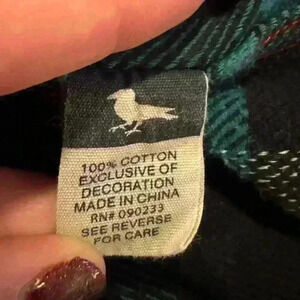 100% COTTON
EXCLUSIVE OF
DECORATION
MADE IN CHINA
RN# 090233
SEE REVERSE
FOR CARE